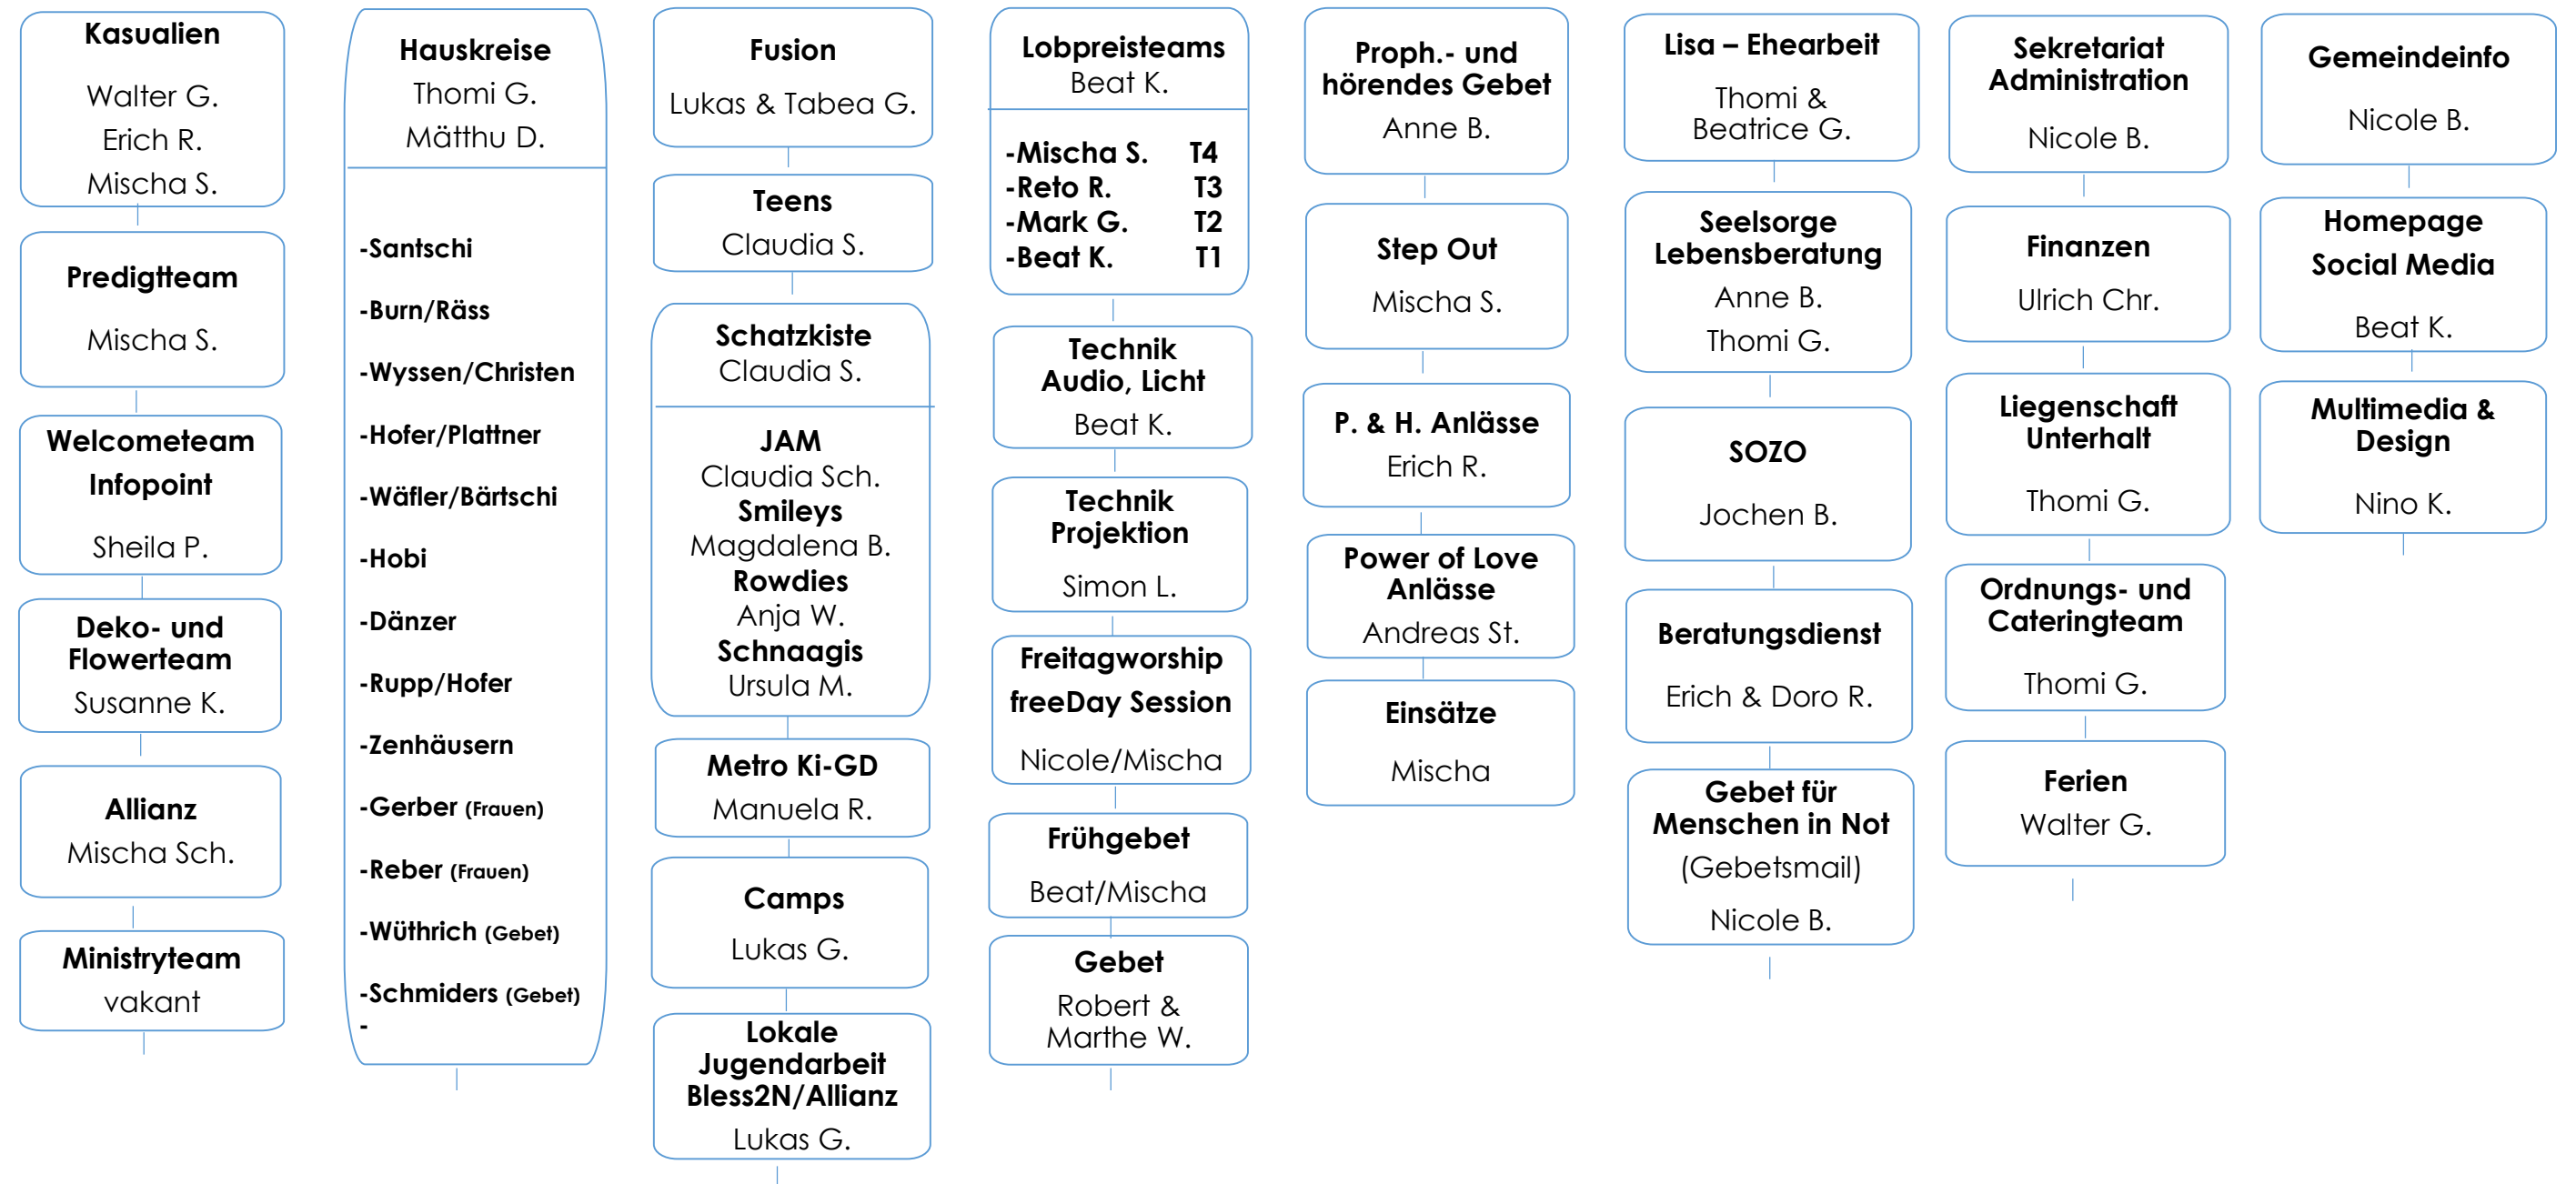 Kasualien
Walter G.
Erich R.
Mischa S.
Predigtteam
Mischa S.
Welcometeam
Infopoint
Sheila P.
Deko- und
Flowerteam
Susanne K.
Allianz
Mischa Sch.
Ministryteam
vakant
Hauskreise
Thomi G.
Mätthu D.
-Santschi
-Burn/Räss
-Wyssen/Christen
-Hofer/Plattner
-Wäfler/Bärtschi
-Hobi
-Dänzer
-Rupp/Hofer
-Zenhäusern
-Gerber (Frauen)
-Reber (Frauen)
-Wüthrich (Gebet)
-Schmiders (Gebet)
-
Fusion
Lukas & Tabea G.
Teens
Claudia S.
Schatzkiste
Claudia S.
JAM
Claudia Sch.
Smileys
Magdalena B.
Rowdies
Anja W.
Schnaagis
Ursula M.
Metro Ki-GD
Manuela R.
Camps
Lukas G.
Lokale
Jugendarbeit
Bless2N/Allianz
Lukas G.
Lobpreisteams
Beat K.
-Mischa S. T4
-Reto R. T3
-Mark G. T2
-Beat K. T1
Technik
Audio, Licht
Beat K.
Technik
Projektion
Simon L.
Freitagworship
freeDay Session
Nicole/Mischa
Frühgebet
Beat/Mischa
Gebet
Robert &
Marthe W.
Proph.- und
hörendes Gebet
Anne B.
Step Out
Mischa S.
P. & H. Anlässe
Erich R.
Power of Love
Anlässe
Andreas St.
Einsätze
Mischa
Lisa – Ehearbeit
Thomi &
Beatrice G.
Seelsorge
Lebensberatung
Anne B.
Thomi G.
SOZO
Jochen B.
Beratungsdienst
Erich & Doro R.
Gebet für
Menschen in Not
(Gebetsmail)
Nicole B.
Sekretariat
Administration
Nicole B.
Finanzen
Ulrich Chr.
Liegenschaft
Unterhalt
Thomi G.
Ordnungs- und
Cateringteam
Thomi G.
Ferien
Walter G.
Gemeindeinfo
Nicole B.
Homepage
Social Media
Beat K.
Multimedia &
Design
Nino K.